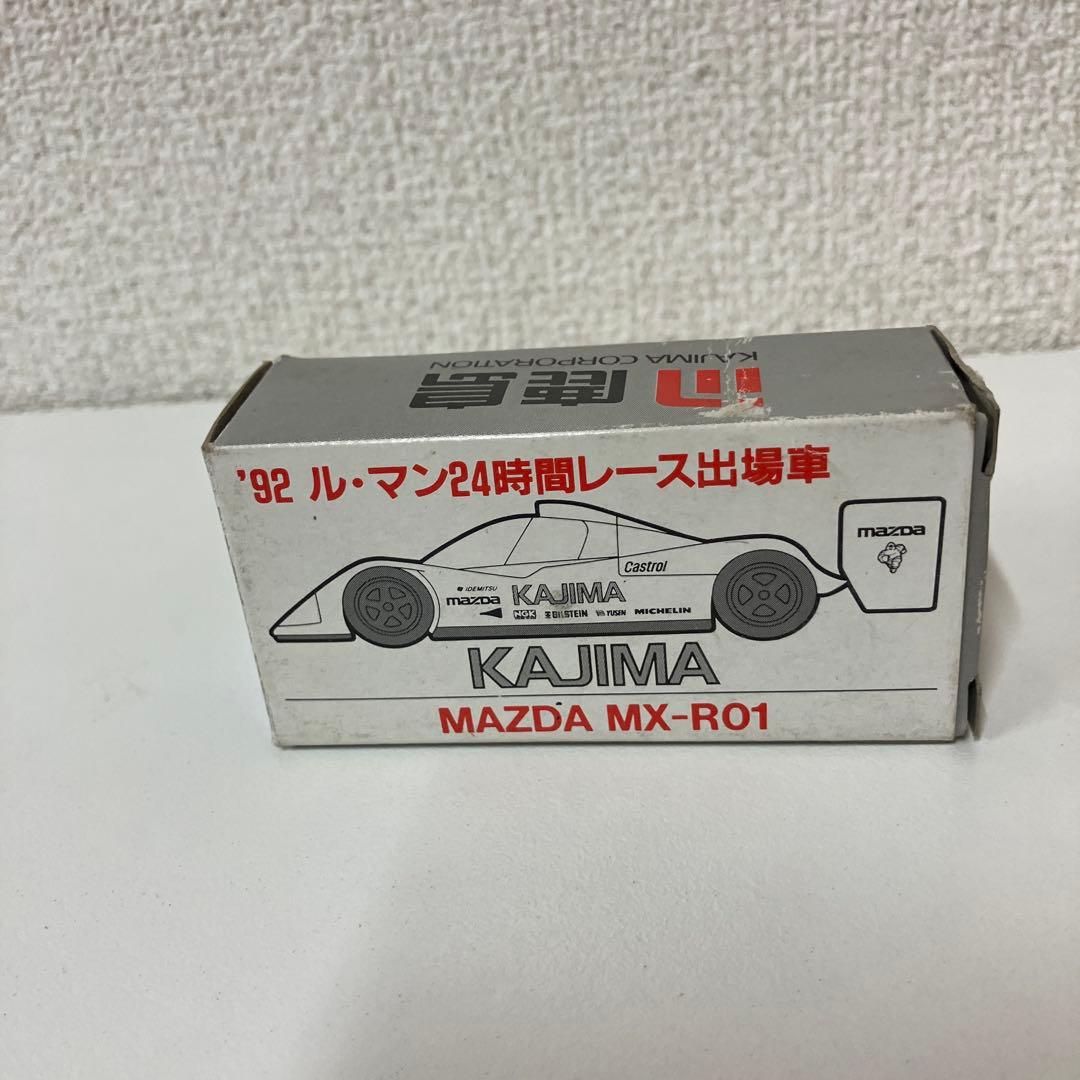 KAJIMA CORPORATION
鹿島
'92 ル・マン24時間レース出場車
mazda
Castrol
IDEMITSU
mazda KAJIMA
NGK BILSTEIN YUSEN MICHELIN
KAJIMA
MAZDA MX-R01